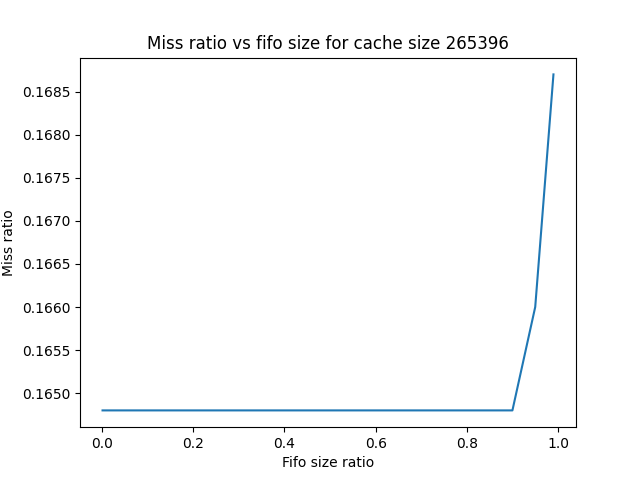 Miss ratio vs fifo size for cache size 265396
0.1685
0.1680
0.1675
0.1670
0.1665
0.1660
0.1655
0.1650
Miss ratio
0.0 0.2 0.4 0.6 0.8 1.0
Fifo size ratio